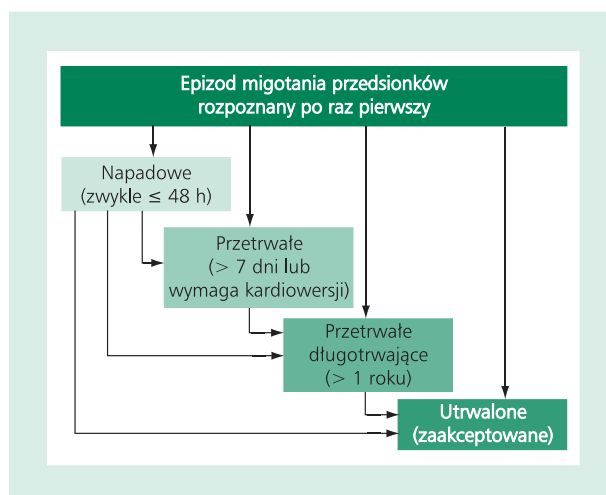 Epizod migotania przedsionków
rozpoznany po raz pierwszy
Napadowe
(zwykle ≤ 48 h)
Przetrwałe
(> 7 dni lub
wymaga kardiowersji)
Przetrwałe
długotrwające
(> 1 roku)
Utrwalone
(zaakceptowane)